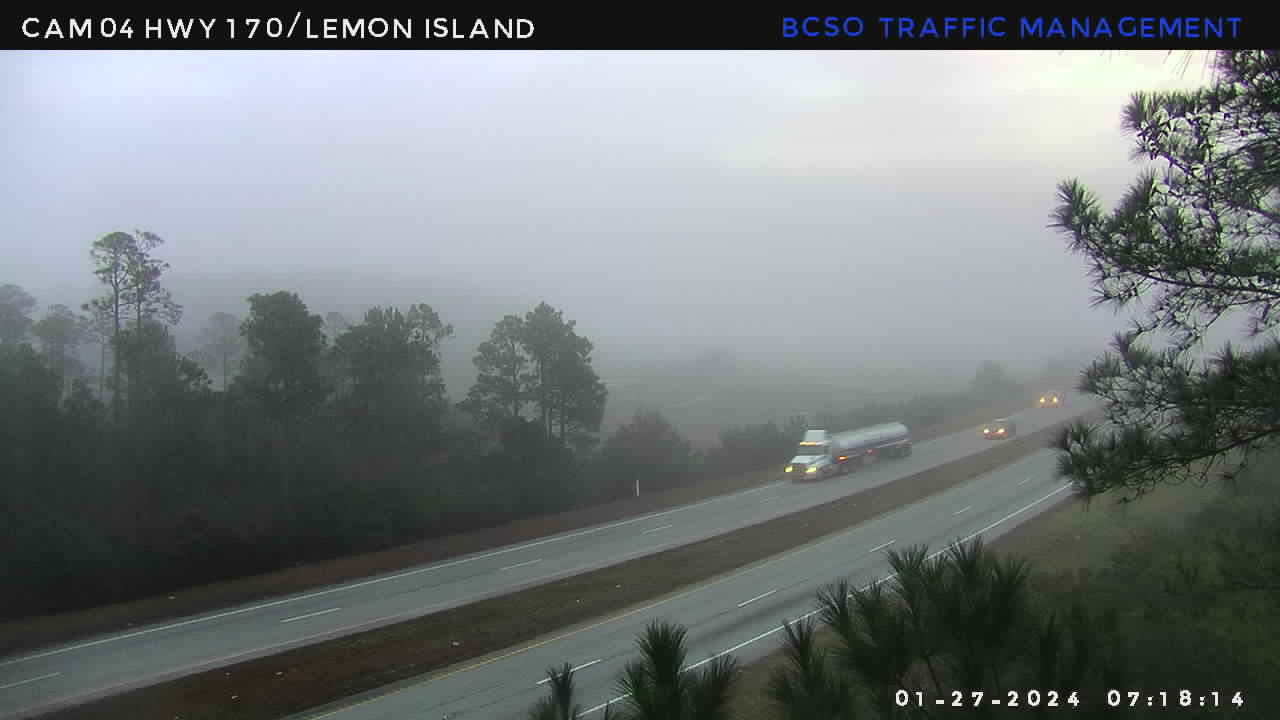 CAM04 HWY 170/LEMON ISLAND
BCSO TRAFFIC MANAGEMENT
01-27-2024 07:18:14